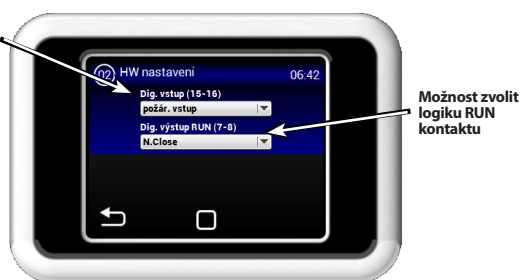 02 HW nastavení 06:42
Dig. vstup (15-16)
požár. vstup
Dig. výstup RUN (7-8)
N.Close
Možnost zvolit
logiku RUN
kontaktu